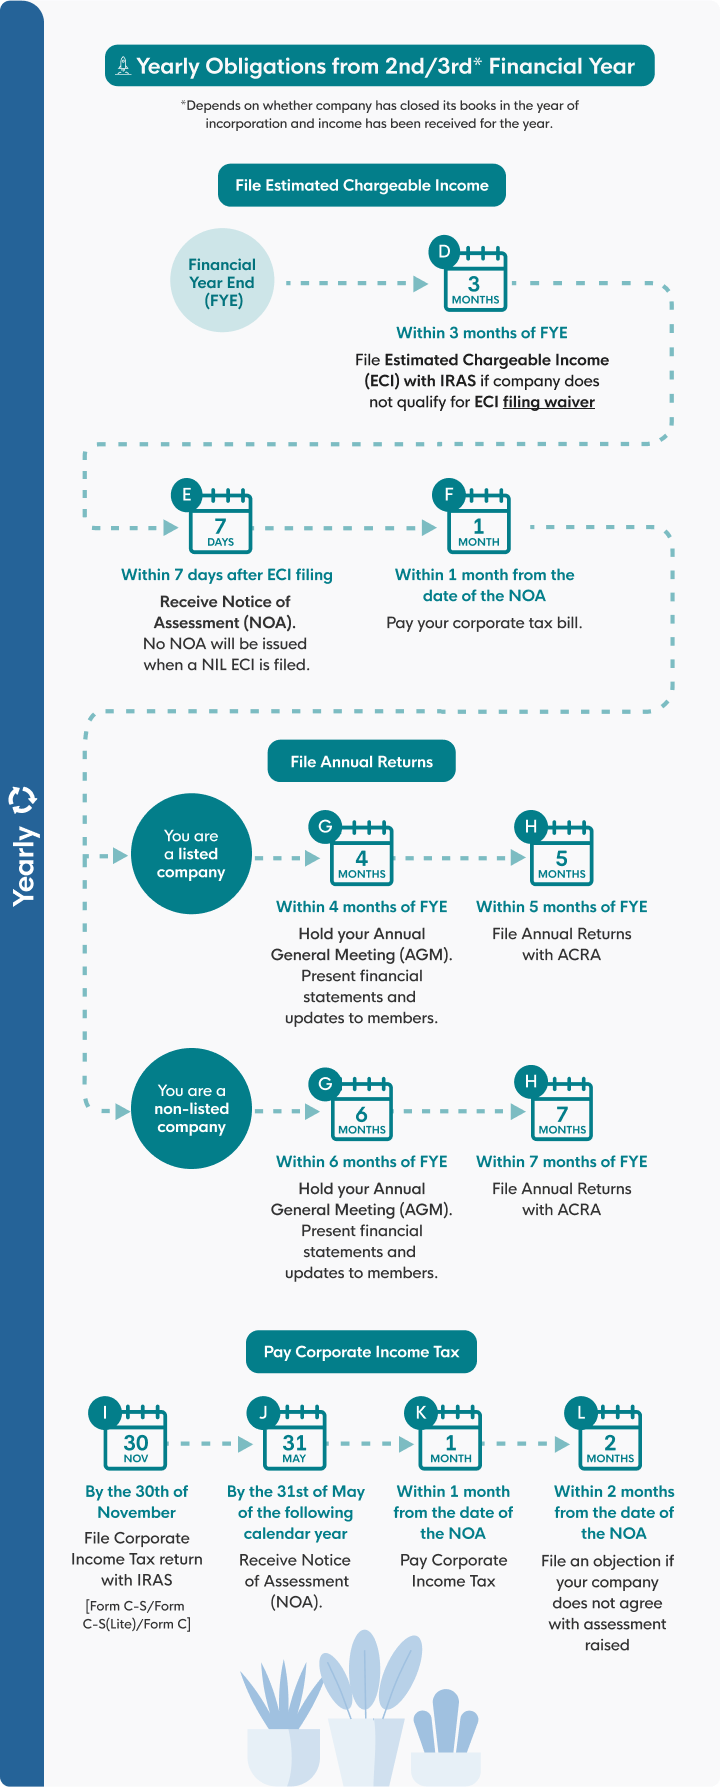 Yearly Obligations from 2nd/3rd* Financial Year
*Depends on whether company has closed its books in the year of
incorporation and income has been received for the year.
File Estimated Chargeable Income
Financial
Year End
(FYE)
D
3
MONTHS
Within 3 months of FYE
File Estimated Chargeable Income
(ECI) with IRAS if company does
not qualify for ECI filing waiver
E
7
DAYS
Within 7 days after ECI filing
Receive Notice of
Assessment (NOA).
No NOA will be issued
when a NIL ECI is filed.
F
1
MONTH
Within 1 month from the
date of the NOA
Pay your corporate tax bill.
Yearly
File Annual Returns
You are
a listed
company
G
4
MONTHS
Within 4 months of FYE
Hold your Annual
General Meeting (AGM).
Present financial
statements and
updates to members.
H
5
MONTHS
Within 5 months of FYE
File Annual Returns
with ACRA
You are a
non-listed
company
G
6
MONTHS
Within 6 months of FYE
Hold your Annual
General Meeting (AGM).
Present financial
statements and
updates to members.
H
7
MONTHS
Within 7 months of FYE
File Annual Returns
with ACRA
Pay Corporate Income Tax
I
30
NOV
By the 30th of
November
File Corporate
Income Tax return
with IRAS
[Form C-S/Form
C-S(Lite)/Form C]
J
31
MAY
By the 31st of May
of the following
calendar year
Receive Notice
of Assessment
(NOA).
K
1
MONTH
Within 1 month
from the date of
the NOA
Pay Corporate
Income Tax
L
2
MONTHS
Within 2 months
from the date of
the NOA
File an objection if
your company
does not agree
with assessment
raised